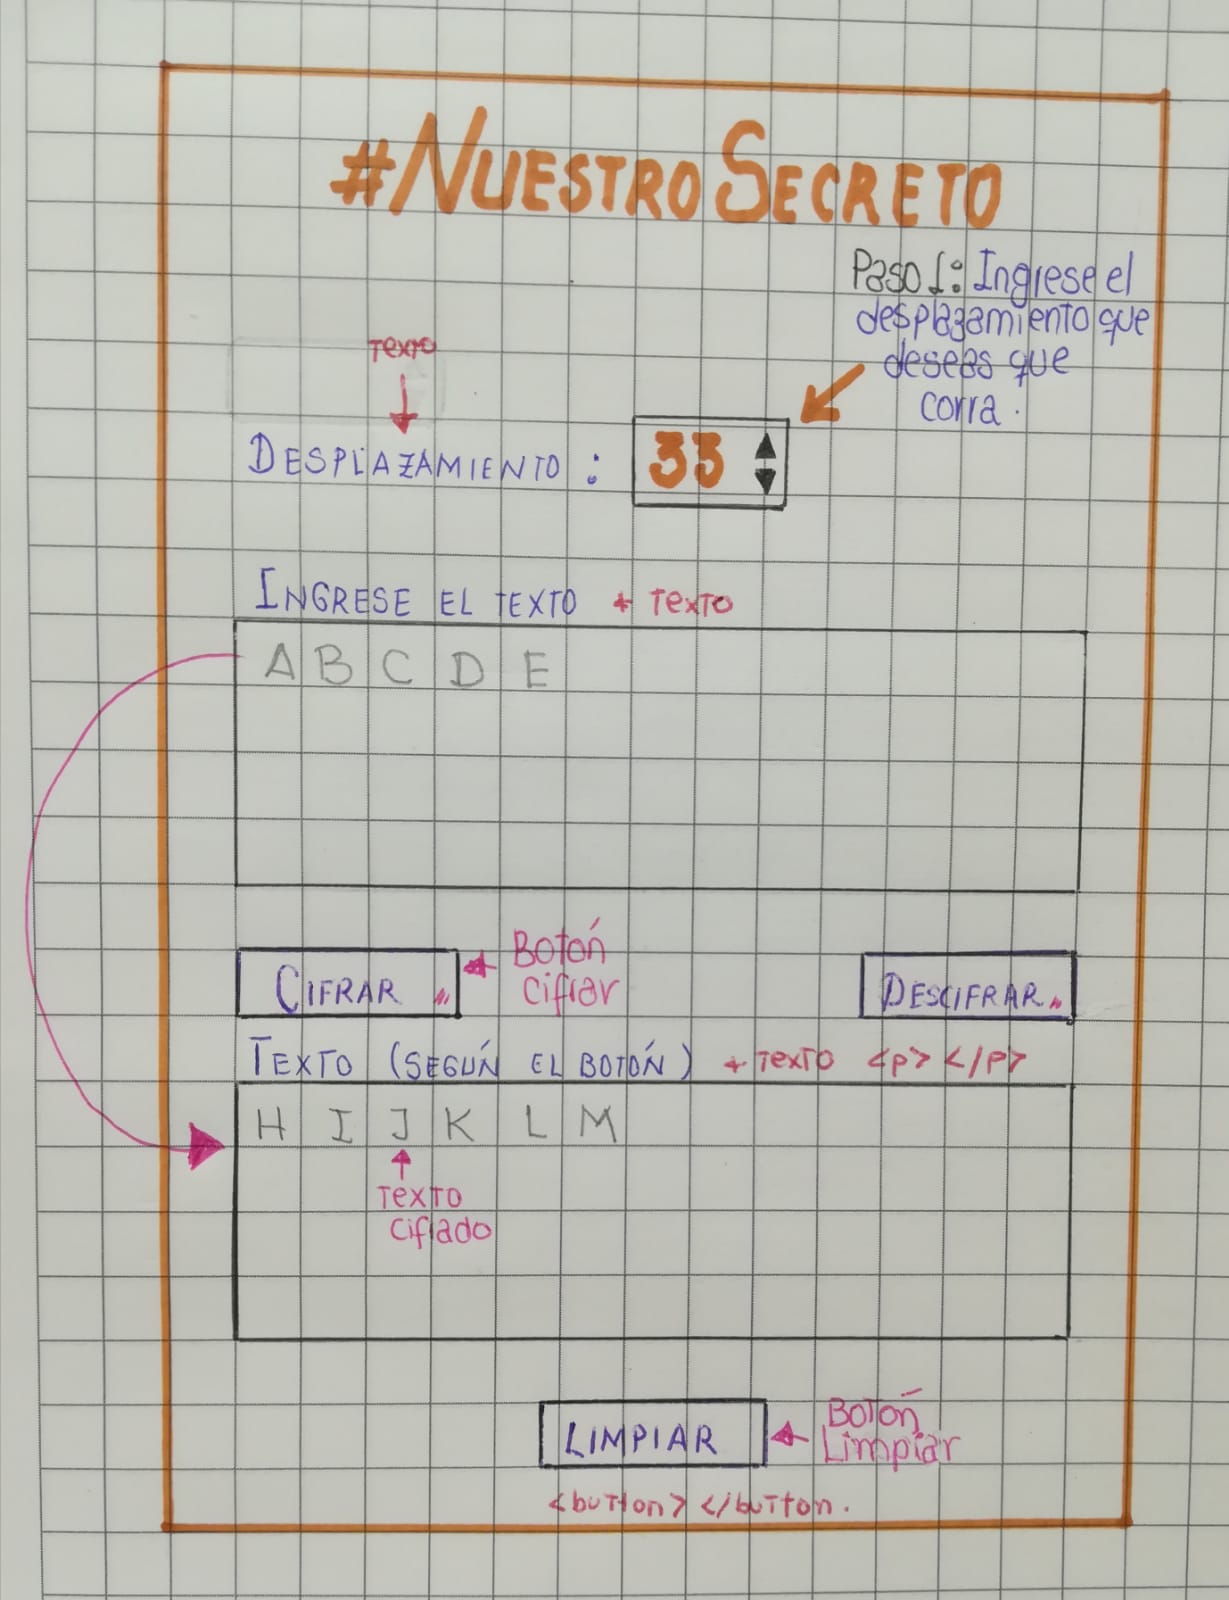 #NUESTROSECRETO
Paso 1: Ingrese el
desplazamiento que
deseas que
corra.
TEXTO
DESPLAZAMIENTO : 33
INGRESE EL TEXTO TEXTO
A B C D E
CIFRAR
Botón
Cifrar
DESCIFRAR
TEXTO (SEGÚN EL BOTÓN) TEXTO <p> </p>
H I J K L M
TEXTO
Cifrado
LIMPIAR
BOTÓN
Limpiar
<button> </button.